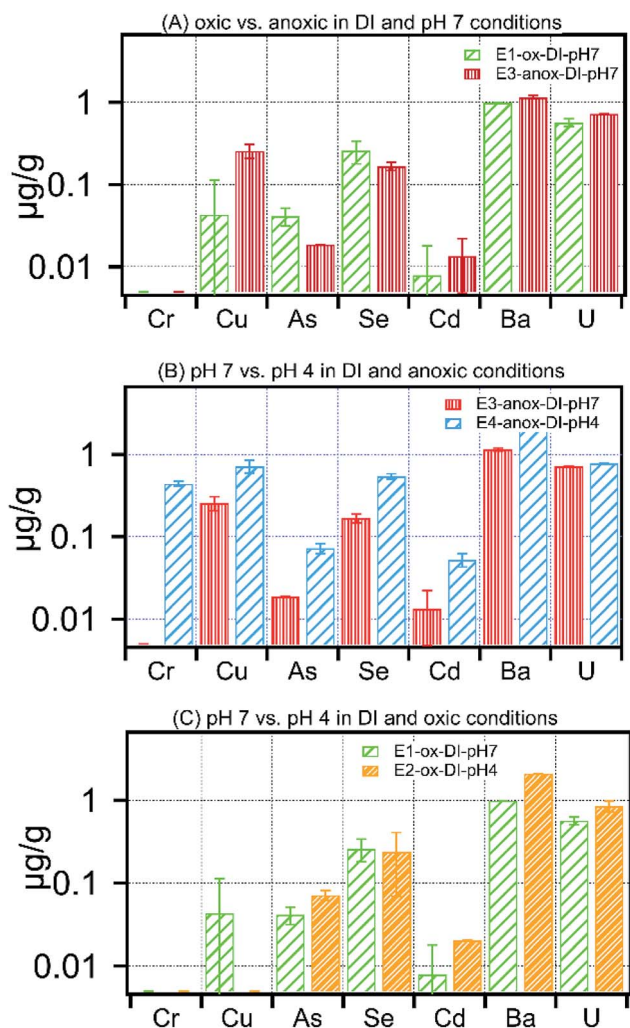 (A) oxic vs. anoxic in DI and pH 7 conditions
E1-ox-DI-pH7
E3-anox-DI-pH7
µg/g
1
0.1
0.01
Cr Cu As Se Cd Ba U
(B) pH 7 vs. pH 4 in DI and anoxic conditions
E3-anox-DI-pH7
E4-anox-DI-pH4
µg/g
1
0.1
0.01
Cr Cu As Se Cd Ba U
(C) pH 7 vs. pH 4 in DI and oxic conditions
E1-ox-DI-pH7
E2-ox-DI-pH4
µg/g
1
0.1
0.01
Cr Cu As Se Cd Ba U